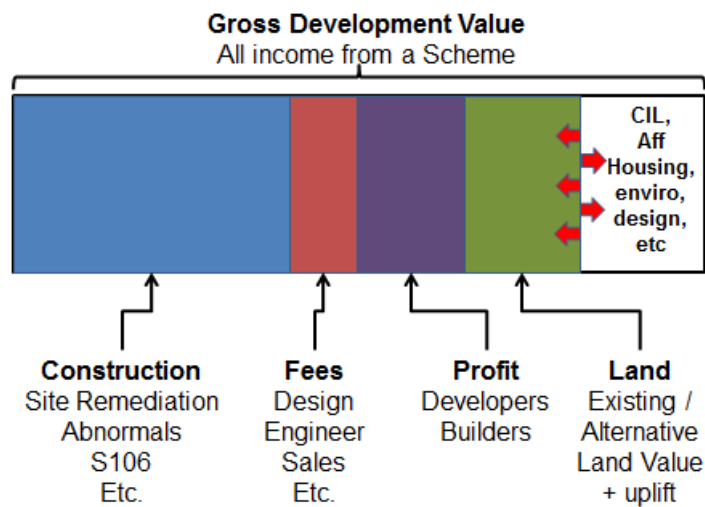 Gross Development Value
All income from a Scheme
CIL,
Aff
Housing,
enviro,
design,
etc
Construction
Site Remediation
Abnormals
S106
Etc.
Fees
Design
Engineer
Sales
Etc.
Profit
Developers
Builders
Land
Existing /
Alternative
Land Value
+ uplift